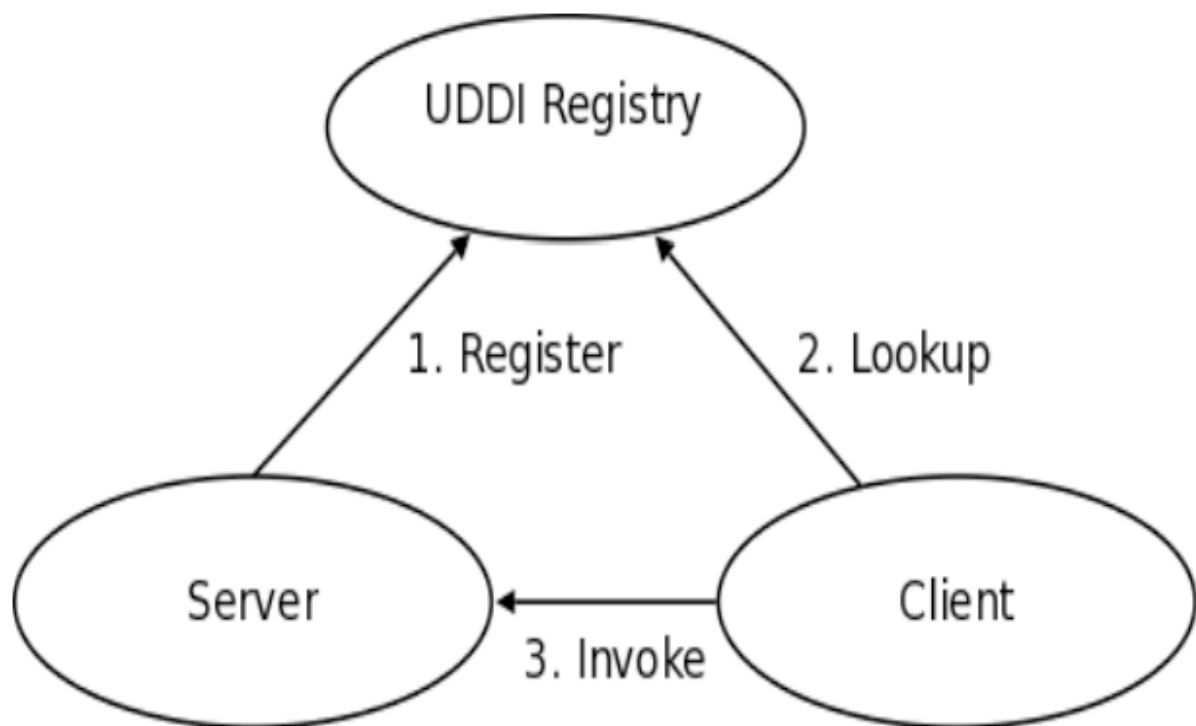 UDDI Registry
1. Register
2. Lookup
Server
Client
3. Invoke